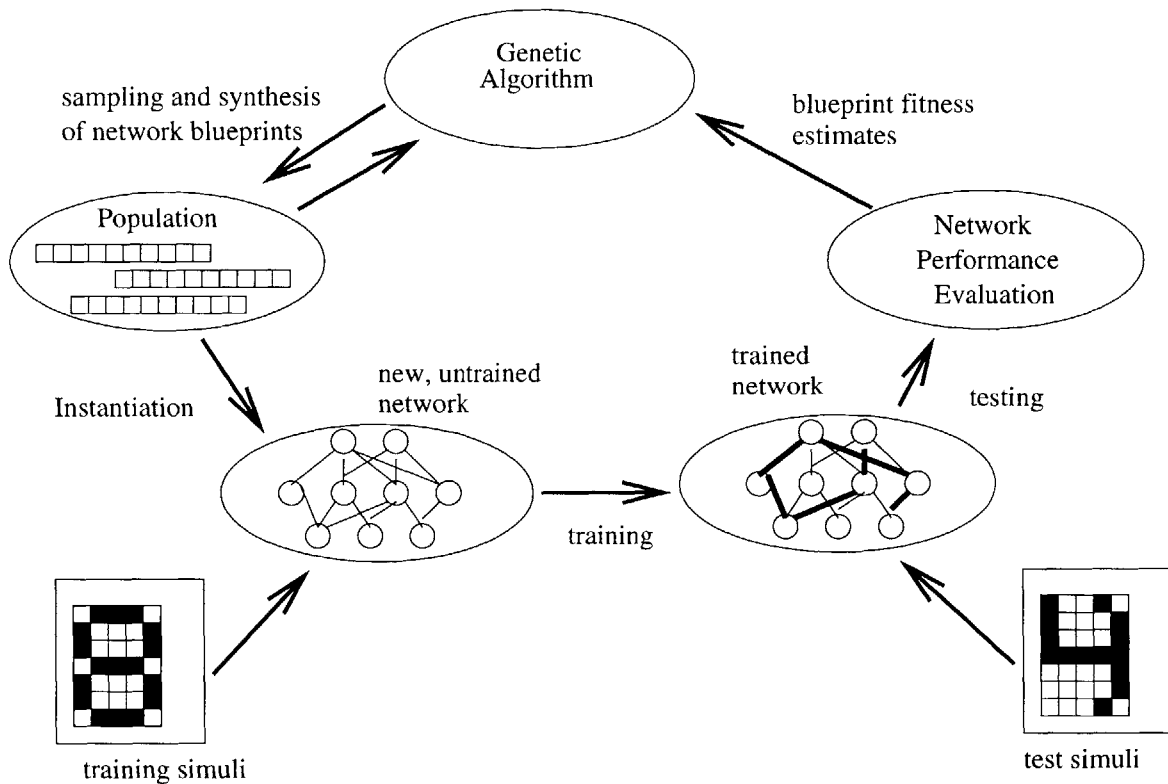 Genetic
Algorithm
sampling and synthesis
of network blueprints
blueprint fitness
estimates
Population
Network
Performance
Evaluation
Instantiation
new, untrained
network
trained
network
testing
training
training simuli
test simuli